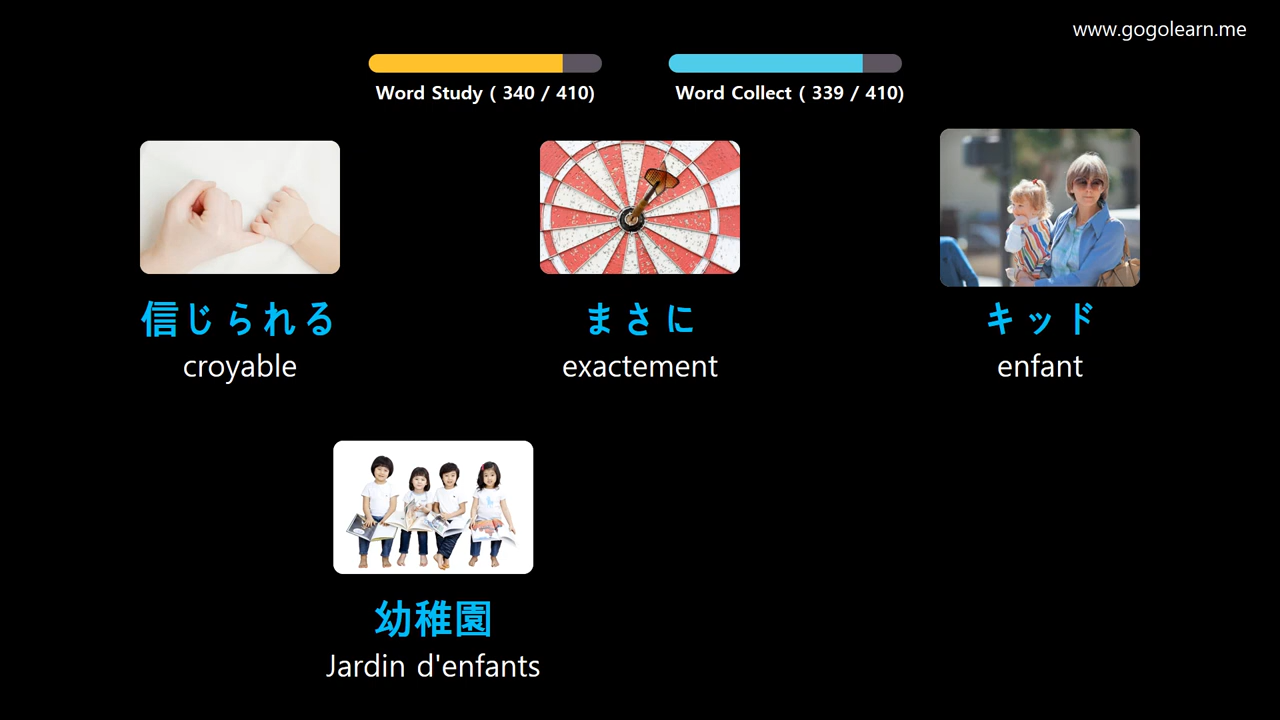 www.gogolearn.me
Word Study ( 340 / 410)
Word Collect ( 339 / 410)
信じられる
croyable
まさに
exactement
キッド
enfant
幼稚園
Jardin d'enfants